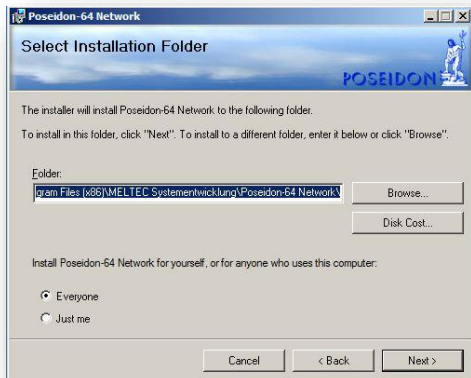 Poseidon-64 Network
Select Installation Folder
POSEIDON
The installer will install Poseidon-64 Network to the following folder.
To install in this folder, click "Next". To install to a different folder, enter it below or click "Browse".
Folder:
gram Files (x86)\MELTEC Systementwicklung\Poseidon-64 Network\
Browse...
Disk Cost...
Install Poseidon-64 Network for yourself, or for anyone who uses this computer:
Everyone
Just me
Cancel
< Back
Next >